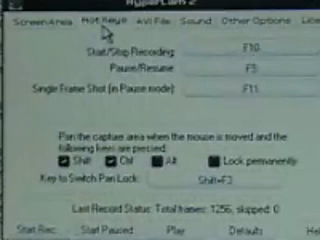 HyperCam 2
Screen Area Hot Keys AVI File Sound Other Options Lice
Start/Stop Recording: F10
Pause/Resume: F5
Single Frame Shot (in Pause mode): F11
Pan the capture area when the mouse is moved and the
following keys are pressed:
Shift Ctrl Alt Lock permanently
Key to Switch Pan Lock: Shift+F3
Last Record Status: Total frames: 1256, skipped: 0
Start Rec. Start Paused Play Defaults Hel